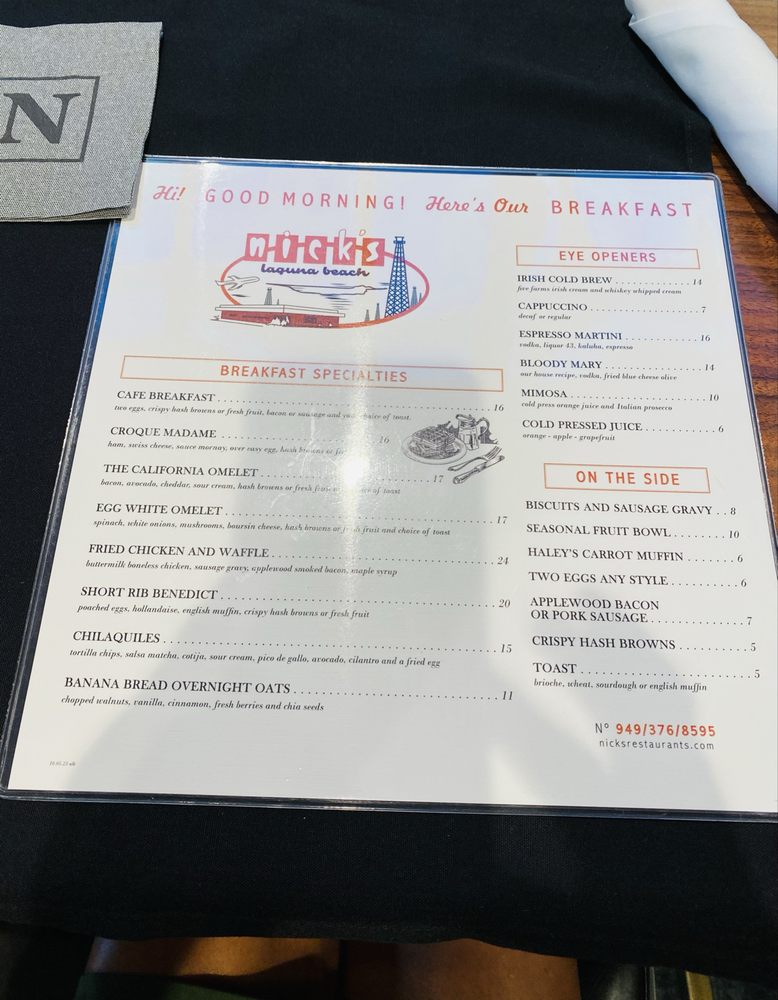 N
Hi! GOOD MORNING! Here's Our BREAKFAST
nick's
laguna beach
BREAKFAST SPECIALTIES
CAFE BREAKFAST . . . . . . . . . . . . . . . . . . . . . . . . . . . . . . . . . . . . . 16
two eggs, crispy hash browns or fresh fruit, bacon or sausage and your choice of toast.
CROQUE MADAME . . . . . . . . . . . . . . . . . . . . . 16
ham, swiss cheese, sauce mornay, over easy egg, hash browns or
THE CALIFORNIA OMELET . . . . . . . . . . . . . . . . . . . . . . 17
bacon, avocado, cheddar, sour cream, hash browns or fresh fruit choice of toast
EGG WHITE OMELET . . . . . . . . . . . . . . . . . . . . . . . . . . . . . . . . . . 17
spinach, white onions, mushrooms, boursin cheese, hash browns or fresh fruit and choice of toast
FRIED CHICKEN AND WAFFLE . . . . . . . . . . . . . . . . . . . . . . . . . . . . . 24
buttermilk boneless chicken, sausage gravy, applewood smoked bacon, maple syrup
SHORT RIB BENEDICT . . . . . . . . . . . . . . . . . . . . . . . . . . . . . . . . . . 20
poached eggs, hollandaise, english muffin, crispy hash browns or fresh fruit
CHILAQUILES . . . . . . . . . . . . . . . . . . . . . . . . . . . . . . . . . . . . . . . 15
tortilla chips, salsa matcha, cotija, sour cream, pico de gallo, avocado, cilantro and a fried egg
BANANA BREAD OVERNIGHT OATS . . . . . . . . . . . . . . . . . . . . . . . . . 11
chopped walnuts, vanilla, cinnamon, fresh berries and chia seeds
EYE OPENERS
IRISH COLD BREW . . . . . . . . . . . . . 14
five farms irish cream and whiskey whipped cream
CAPPUCCINO . . . . . . . . . . . . . . . . . . 7
decaf or regular
ESPRESSO MARTINI . . . . . . . . . . . . 16
vodka, liquor 43, kaluha, espresso
BLOODY MARY . . . . . . . . . . . . . . . . 14
our house recipe, vodka, fried blue cheese olive
MIMOSA . . . . . . . . . . . . . . . . . . . . . 10
cold press orange juice and Italian prosecco
COLD PRESSED JUICE . . . . . . . . . . . 6
orange - apple - grapefruit
ON THE SIDE
BISCUITS AND SAUSAGE GRAVY . . 8
SEASONAL FRUIT BOWL . . . . . . . . 10
HALEY'S CARROT MUFFIN . . . . . . . 6
TWO EGGS ANY STYLE . . . . . . . . . . 6
APPLEWOOD BACON
OR PORK SAUSAGE . . . . . . . . . . . . . 7
CRISPY HASH BROWNS . . . . . . . . . . 5
TOAST . . . . . . . . . . . . . . . . . . . . . . . 5
brioche, wheat, sourdough or english muffin
Nº 949/376/8595
nicksrestaurants.com